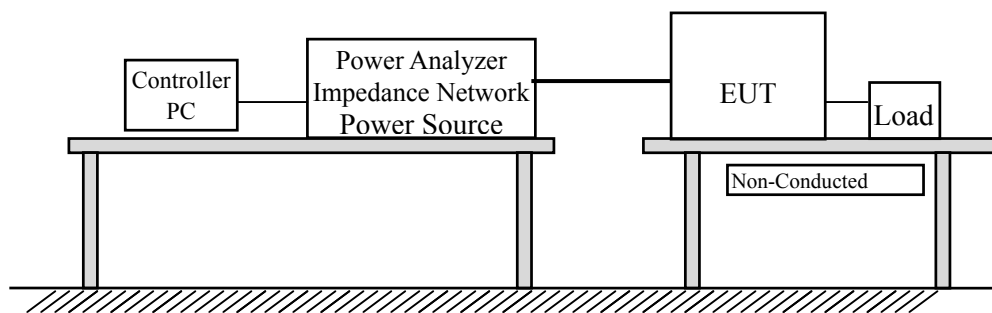 Controller
PC
Power Analyzer
Impedance Network
Power Source
EUT
Load
Non-Conducted